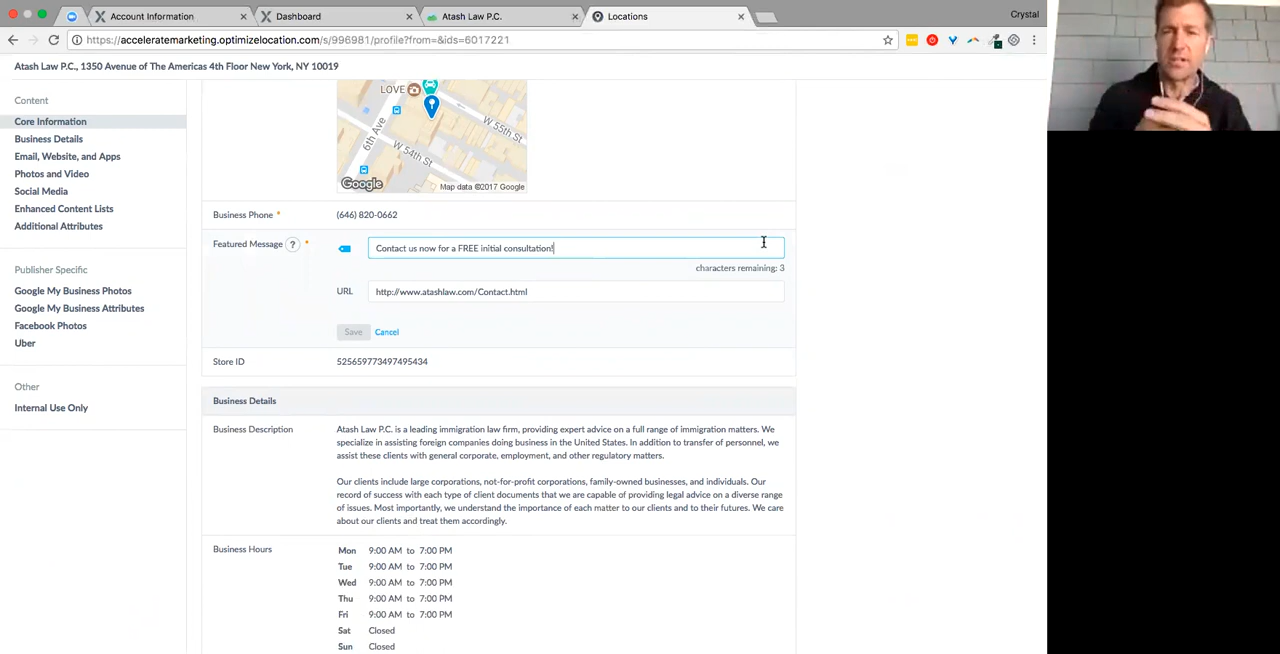 Account Information
Dashboard
Atash Law P.C.
Locations
Crystal
https://acceleratemarketing.optimizelocation.com/s/996981/profile?from=&ids=6017221
Atash Law P.C., 1350 Avenue of The Americas 4th Floor New York, NY 10019
Content
Core Information
Business Details
Email, Website, and Apps
Photos and Video
Social Media
Enhanced Content Lists
Additional Attributes
Publisher Specific
Google My Business Photos
Google My Business Attributes
Facebook Photos
Uber
Other
Internal Use Only
LOVE
6th Ave
W 55th St
W 54th St
Google
Map data ©2017 Google
Business Phone * (646) 820-0662
Featured Message ? * Contact us now for a FREE initial consultation!
characters remaining: 3
URL http://www.atashlaw.com/Contact.html
Save Cancel
Store ID 525659773497495434
Business Details
Business Description
Atash Law P.C. is a leading immigration law firm, providing expert advice on a full range of immigration matters. We
specialize in assisting foreign companies doing business in the United States. In addition to transfer of personnel, we
assist these clients with general corporate, employment, and other regulatory matters.
Our clients include large corporations, not-for-profit corporations, family-owned businesses, and individuals. Our
record of success with each type of client documents that we are capable of providing legal advice on a diverse range
of issues. Most importantly, we understand the importance of each matter to our clients and to their futures. We care
about our clients and treat them accordingly.
Business Hours
Mon 9:00 AM to 7:00 PM
Tue 9:00 AM to 7:00 PM
Wed 9:00 AM to 7:00 PM
Thu 9:00 AM to 7:00 PM
Fri 9:00 AM to 7:00 PM
Sat Closed
Sun Closed